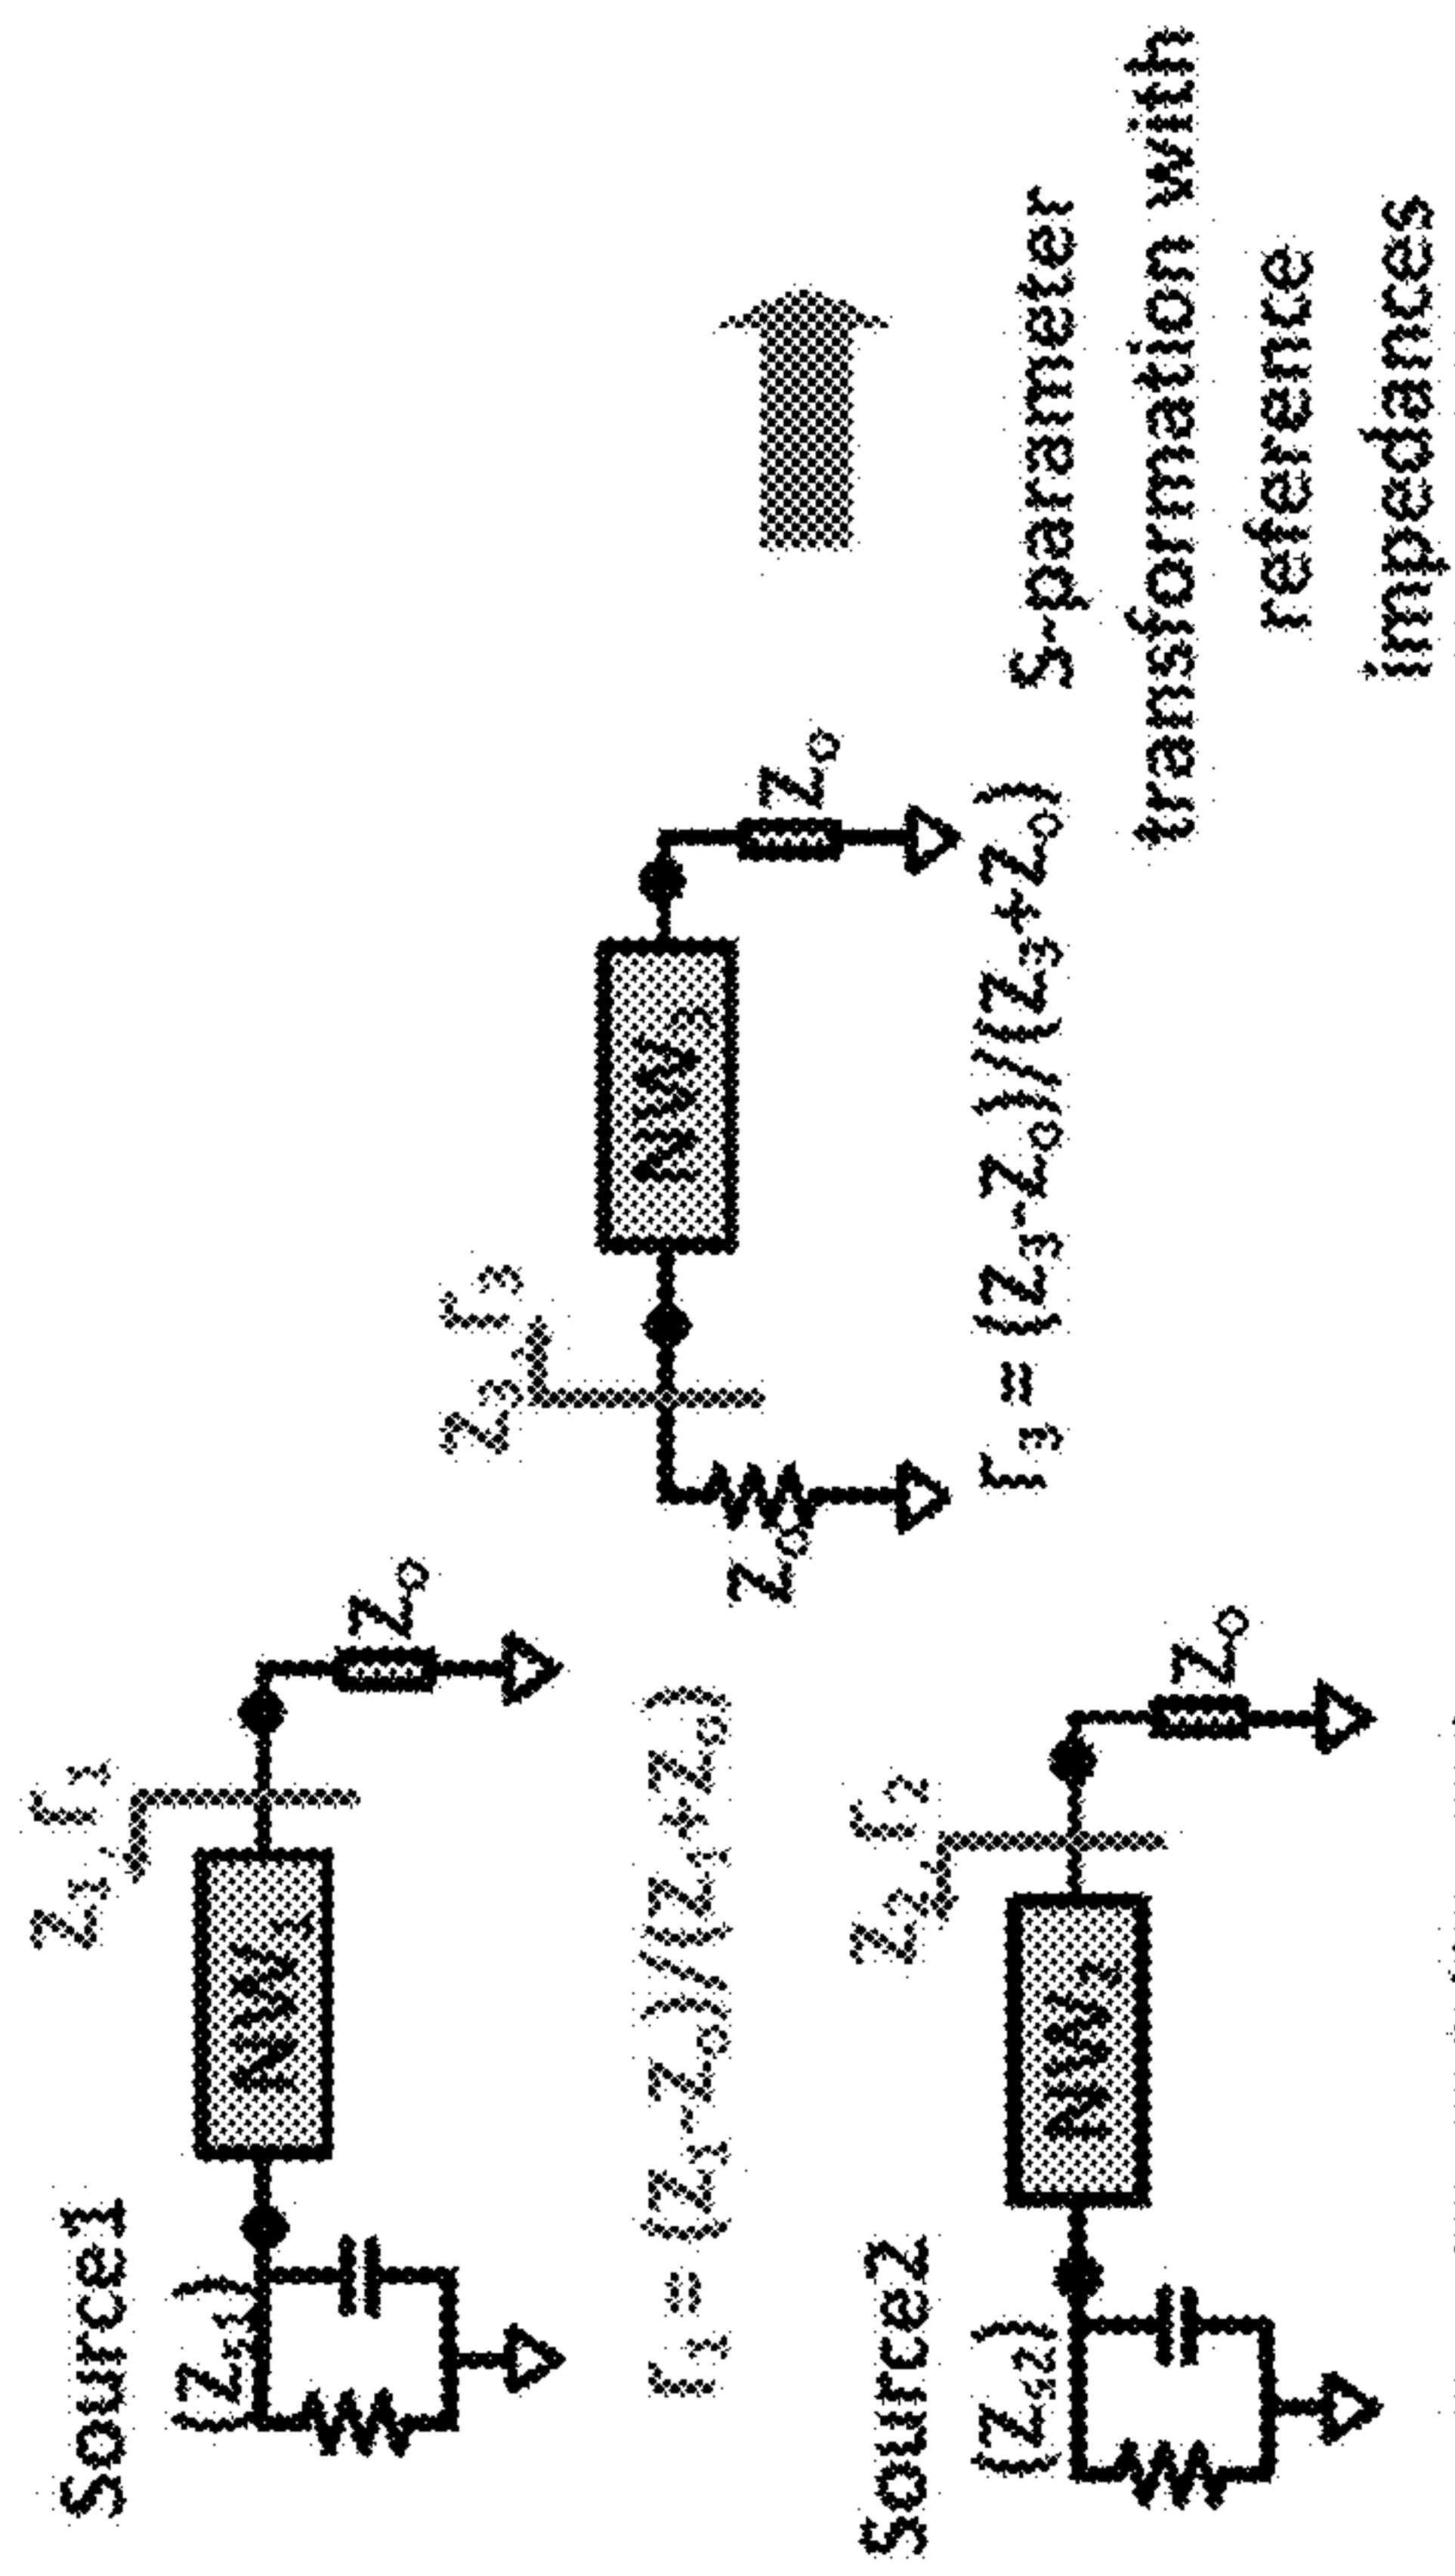 Source1
(Zs1)
NW1
Z1, Γ1
Zo
Γ1 = (Z1-Zo)/(Z1+Zo)
Source2
(Zs2)
NW2
Z2, Γ2
Zo
Z3, Γ3
Zo
NW3
Zo
Γ3 = (Z3-Zo)/(Z3+Zo)
S-parameter
transformation with
reference
impedances